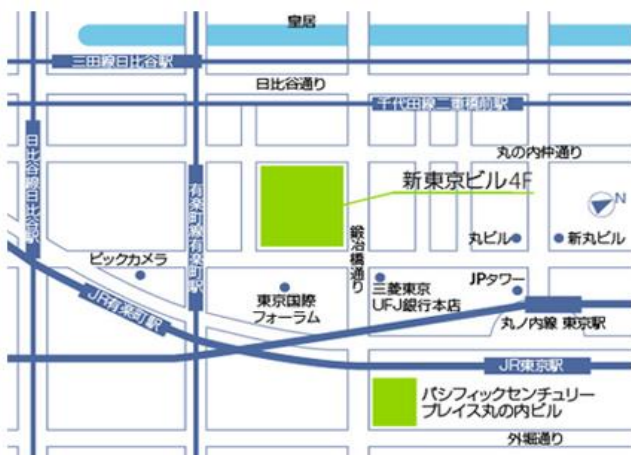 皇居
三田線日比谷駅
日比谷通り
千代田線二重橋前駅
日比谷線日比谷駅
有楽町線有楽町駅
丸の内仲通り
新東京ビル4F
N
鍛冶橋通り
丸ビル
新丸ビル
ビックカメラ
東京国際
フォーラム
三菱東京
UFJ銀行本店
JPタワー
JR有楽町駅
丸ノ内線 東京駅
JR東京駅
パシフィックセンチュリー
プレイス丸の内ビル
外堀通り